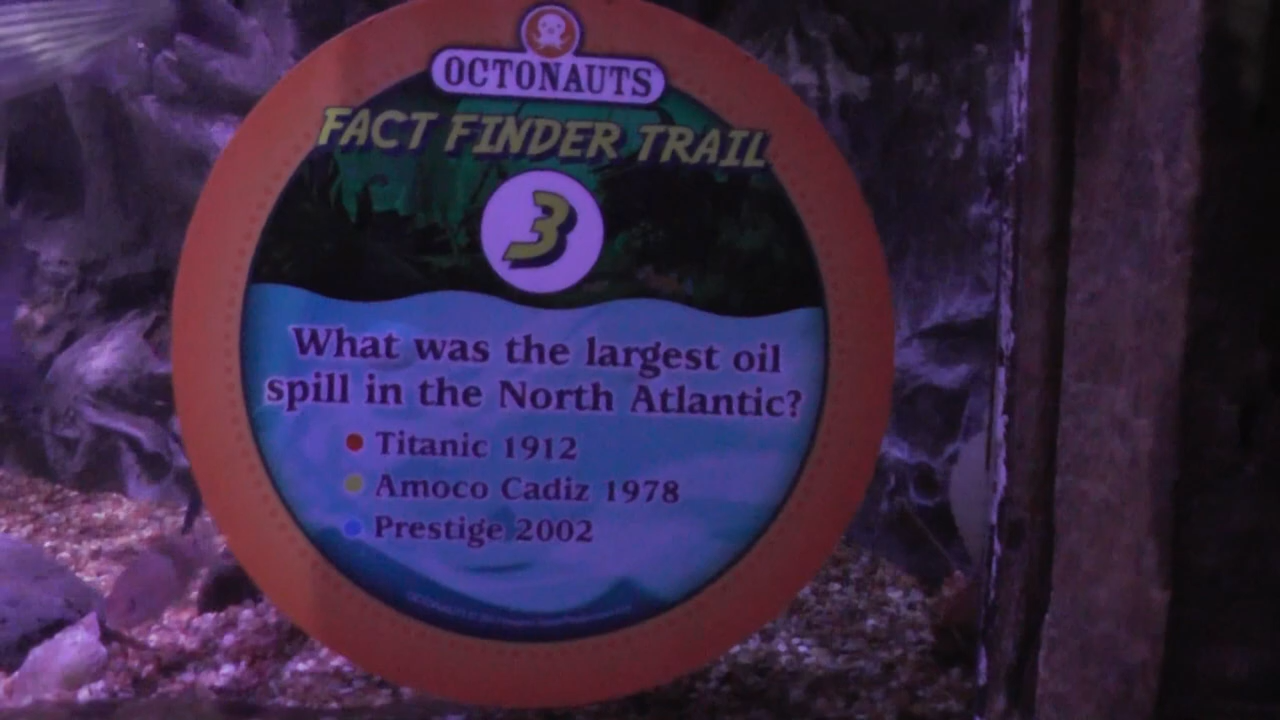 OCTONAUTS
FACT FINDER TRAIL
3
What was the largest oil
spill in the North Atlantic?
Titanic 1912
Amoco Cadiz 1978
Prestige 2002